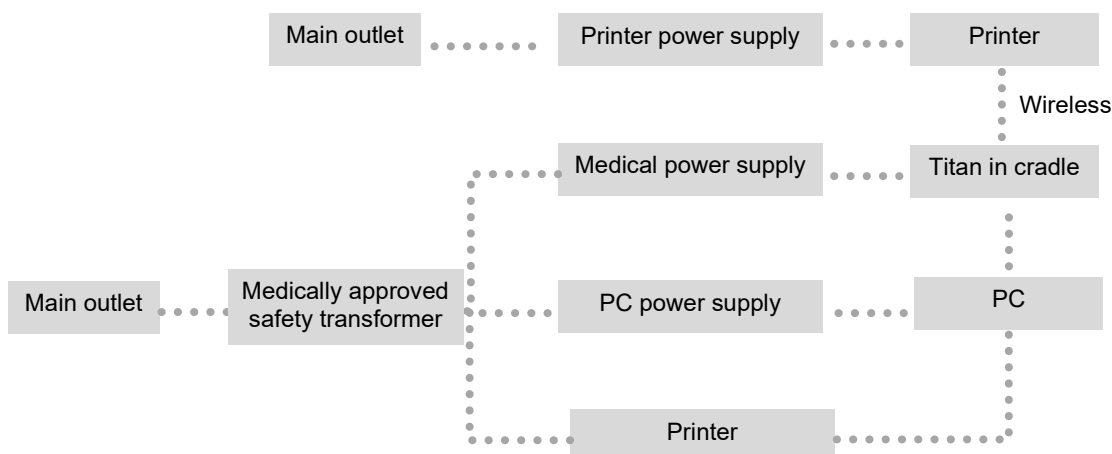 Main outlet
Printer power supply
Printer
Wireless
Medical power supply
Titan in cradle
Main outlet
Medically approved
safety transformer
PC power supply
PC
Printer